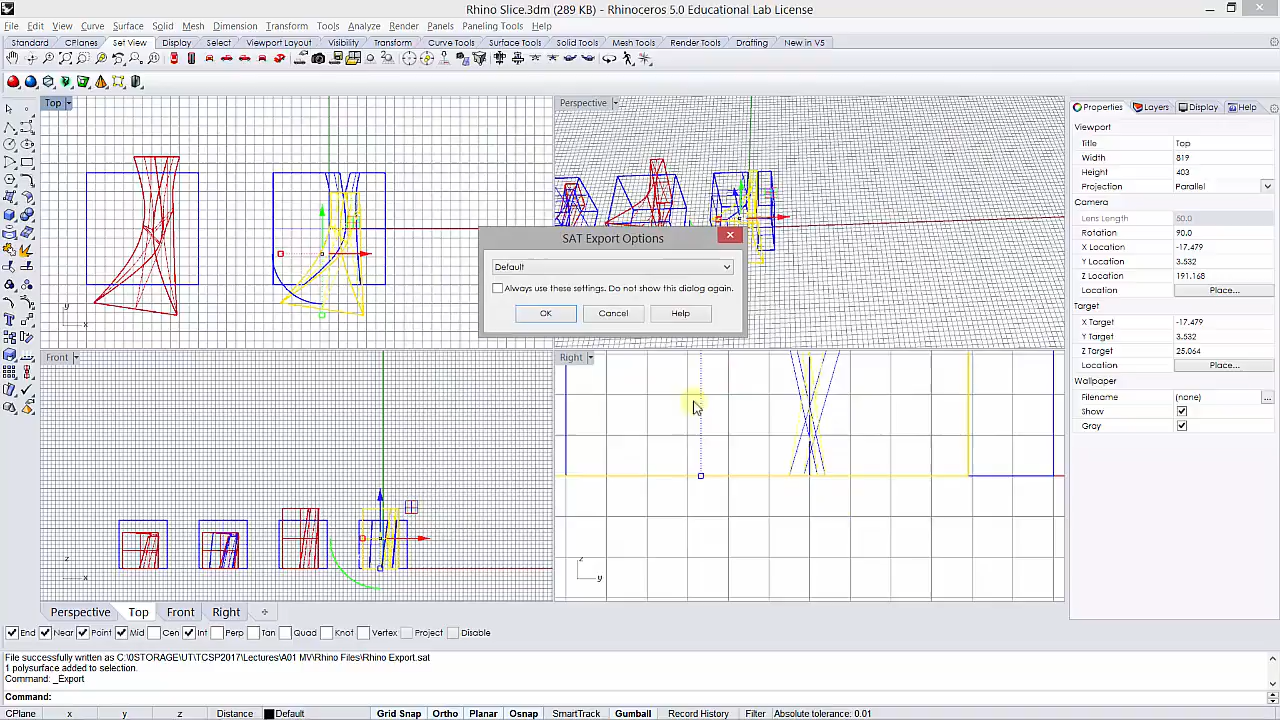 Rhino Slice.3dm (289 KB) - Rhinoceros 5.0 Educational Lab License
File Edit View Curve Surface Solid Mesh Dimension Transform Tools Analyze Render Panels Paneling Tools Help
Standard CPlanes Set View Display Select Viewport Layout Visibility Transform Curve Tools Surface Tools Solid Tools Mesh Tools Render Tools Drafting New in V5
Top
Perspective
Properties Layers Display Help
Viewport
Title Top
Width 819
Height 403
Projection Parallel
Camera
Lens Length 50.0
Rotation 90.0
X Location -17.479
Y Location 3.532
Z Location 191.168
Location Place...
Target
X Target -17.479
Y Target 3.532
Z Target 25.064
Location Place...
Wallpaper
Filename (none) ...
Show
Gray
SAT Export Options
Default
Always use these settings. Do not show this dialog again.
OK Cancel Help
y
x
Front
Right
z
x
z
y
Perspective Top Front Right
End Near Point Mid Cen Int Perp Tan Quad Knot Vertex Project Disable
File successfully written as C:\0STORAGE\UT\TCSP2017\Lectures\A01 MV\Rhino Files\Rhino Export.sat
1 polysurface added to selection.
Command: _Export
Command:
CPlane x y z Distance Default Grid Snap Ortho Planar Osnap SmartTrack Gumball Record History Filter Absolute tolerance: 0.01